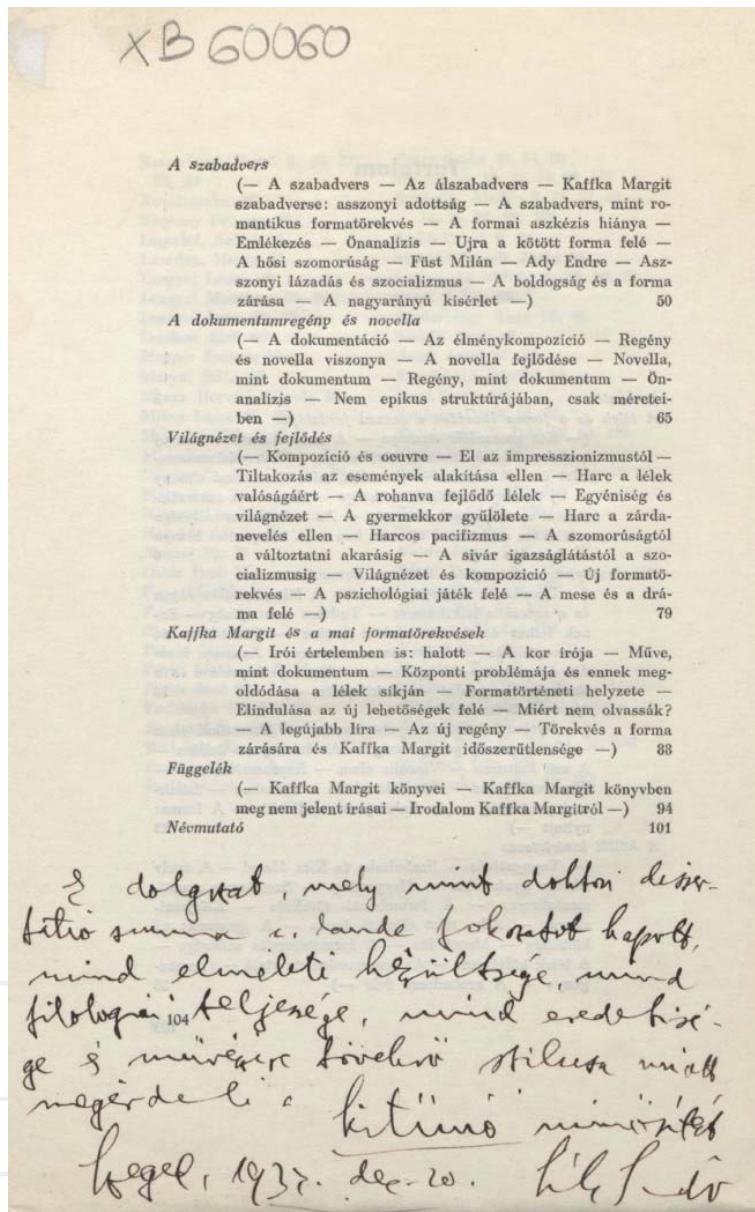 XB 60060
A szabadvers
(— A szabadvers — Az álszabadvers — Kaffka Margit
szabadverse: asszonyi adottság — A szabadvers, mint ro-
mantikus formatörekvés — A formai aszkézis hiánya —
Emlékezés — Önanalízis — Ujra a kötött forma felé —
A hősi szomorúság — Füst Milán — Ady Endre — Asz-
szonyi lázadás és szocializmus — A boldogság és a forma
zárása — A nagyarányú kísérlet —) 50
A dokumentumregény és novella
(— A dokumentáció — Az élménykompozíció — Regény
és novella viszonya — A novella fejlődése — Novella,
mint dokumentum — Regény, mint dokumentum — Ön-
analízis — Nem epikus struktúrájában, csak méretei-
ben —) 65
Világnézet és fejlődés
(— Kompozíció és oeuvre — El az impresszionizmustól —
Tiltakozás az események alakítása ellen — Harc a lélek
valóságáért — A rohanva fejlődő lélek — Egyéniség és
világnézet — A gyermekkor gyűlölete — Harc a zárda-
nevelés ellen — Harcos pacifizmus — A szomorúságtól
a változtatni akarásig — A sivár igazságlátástól a szo-
cializmusig — Világnézet és kompozíció — Új formatö-
rekvés — A pszichológiai játék felé — A mese és a drá-
ma felé —) 79
Kaffka Margit és a mai formatörekvések
(— Irói értelemben is: halott — A kor írója — Műve,
mint dokumentum — Központi problémája és ennek meg-
oldódása a lélek síkján — Formatörténeti helyzete —
Elindulása az új lehetőségek felé — Miért nem olvassák?
— A legújabb líra — Az új regény — Törekvés a forma
zárására és Kaffka Margit időszerűtlensége —) 88
Függelék
(— Kaffka Margit könyvei — Kaffka Margit könyvben
meg nem jelent írásai — Irodalom Kaffka Margitról —) 94
Névmutató 101
E dolgozat, mely mint doktori disszer-
tatió summa c. laude fokozatot kapott,
mind elméleti készültsége, mind
filologiai teljessége, mind eredetisé-
ge és művészire törekvő stílusa miatt
megérdemli a kitűnő minősítést
Szeged, 1937. dec. 20. Sík Sándor
104